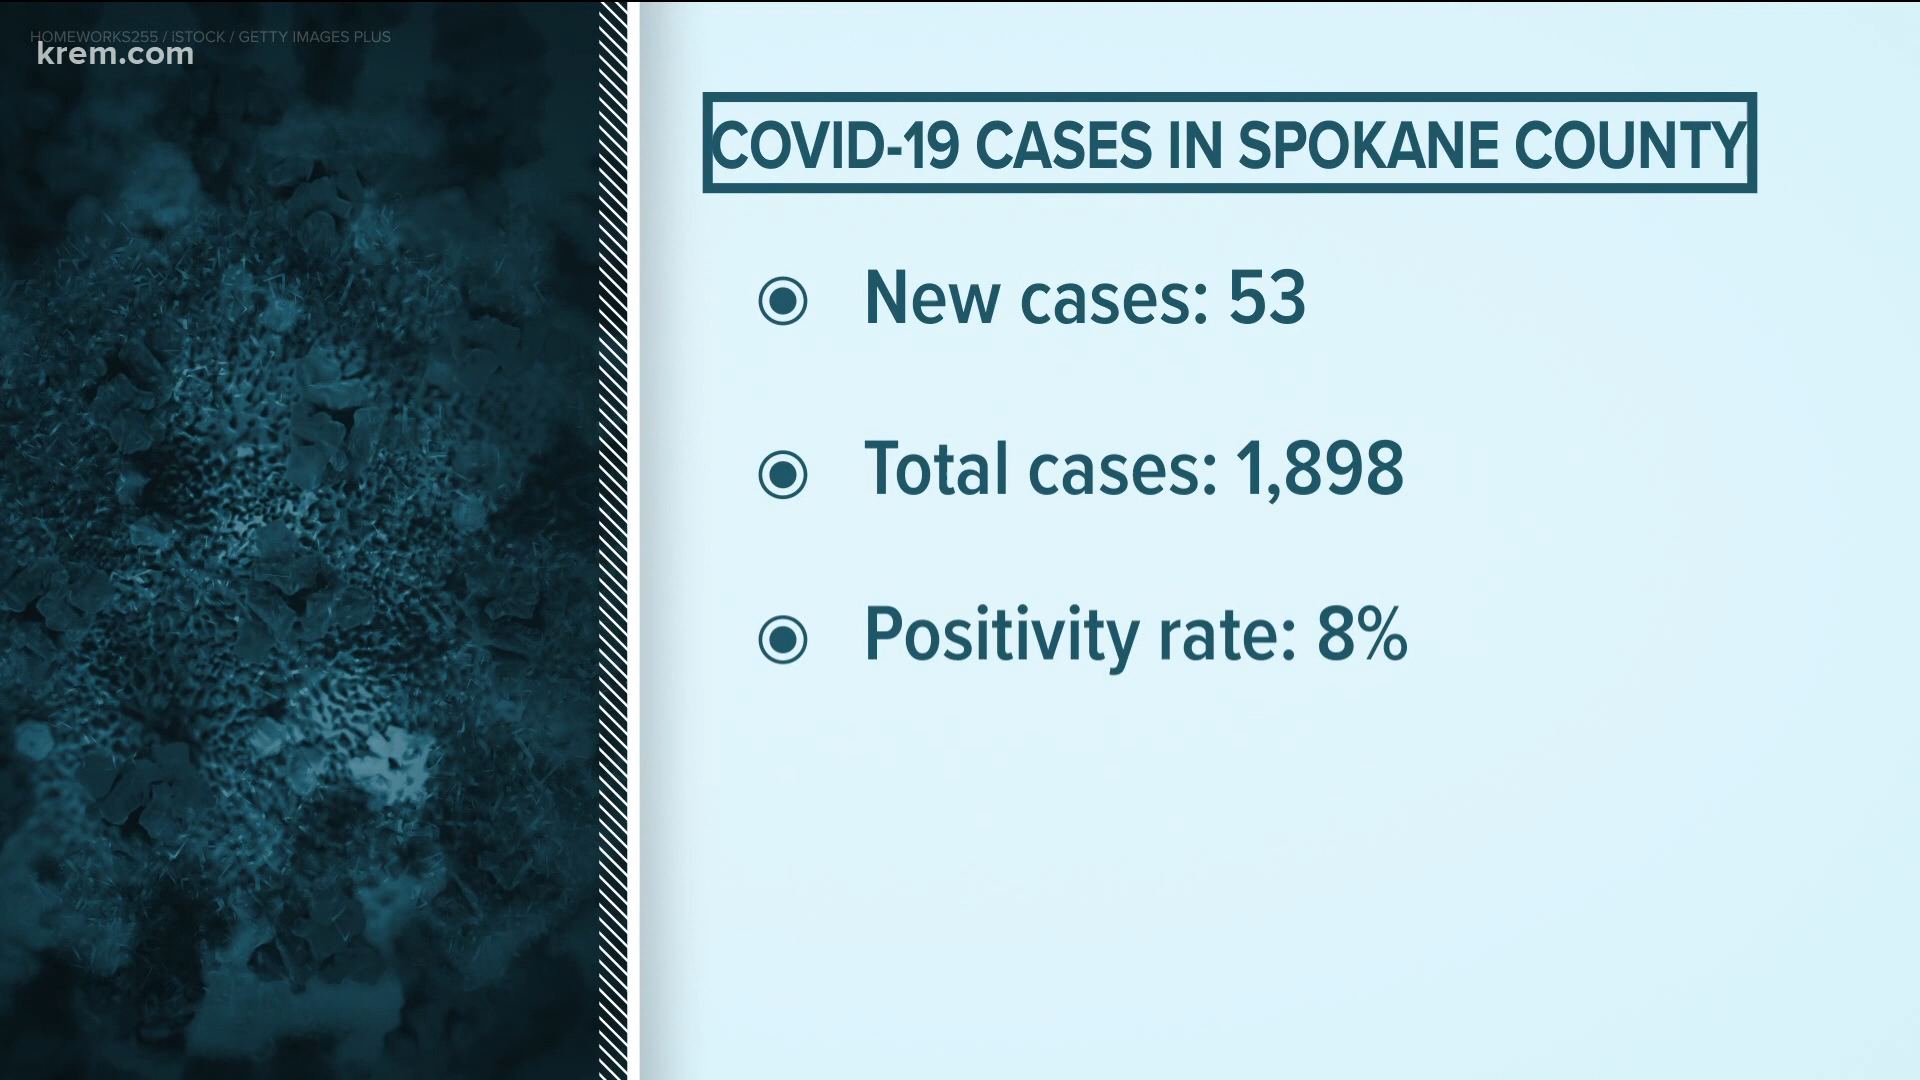 HOMEWORKS255 / iSTOCK / GETTY IMAGES PLUS
krem.com
COVID-19 CASES IN SPOKANE COUNTY
New cases: 53
Total cases: 1,898
Positivity rate: 8%